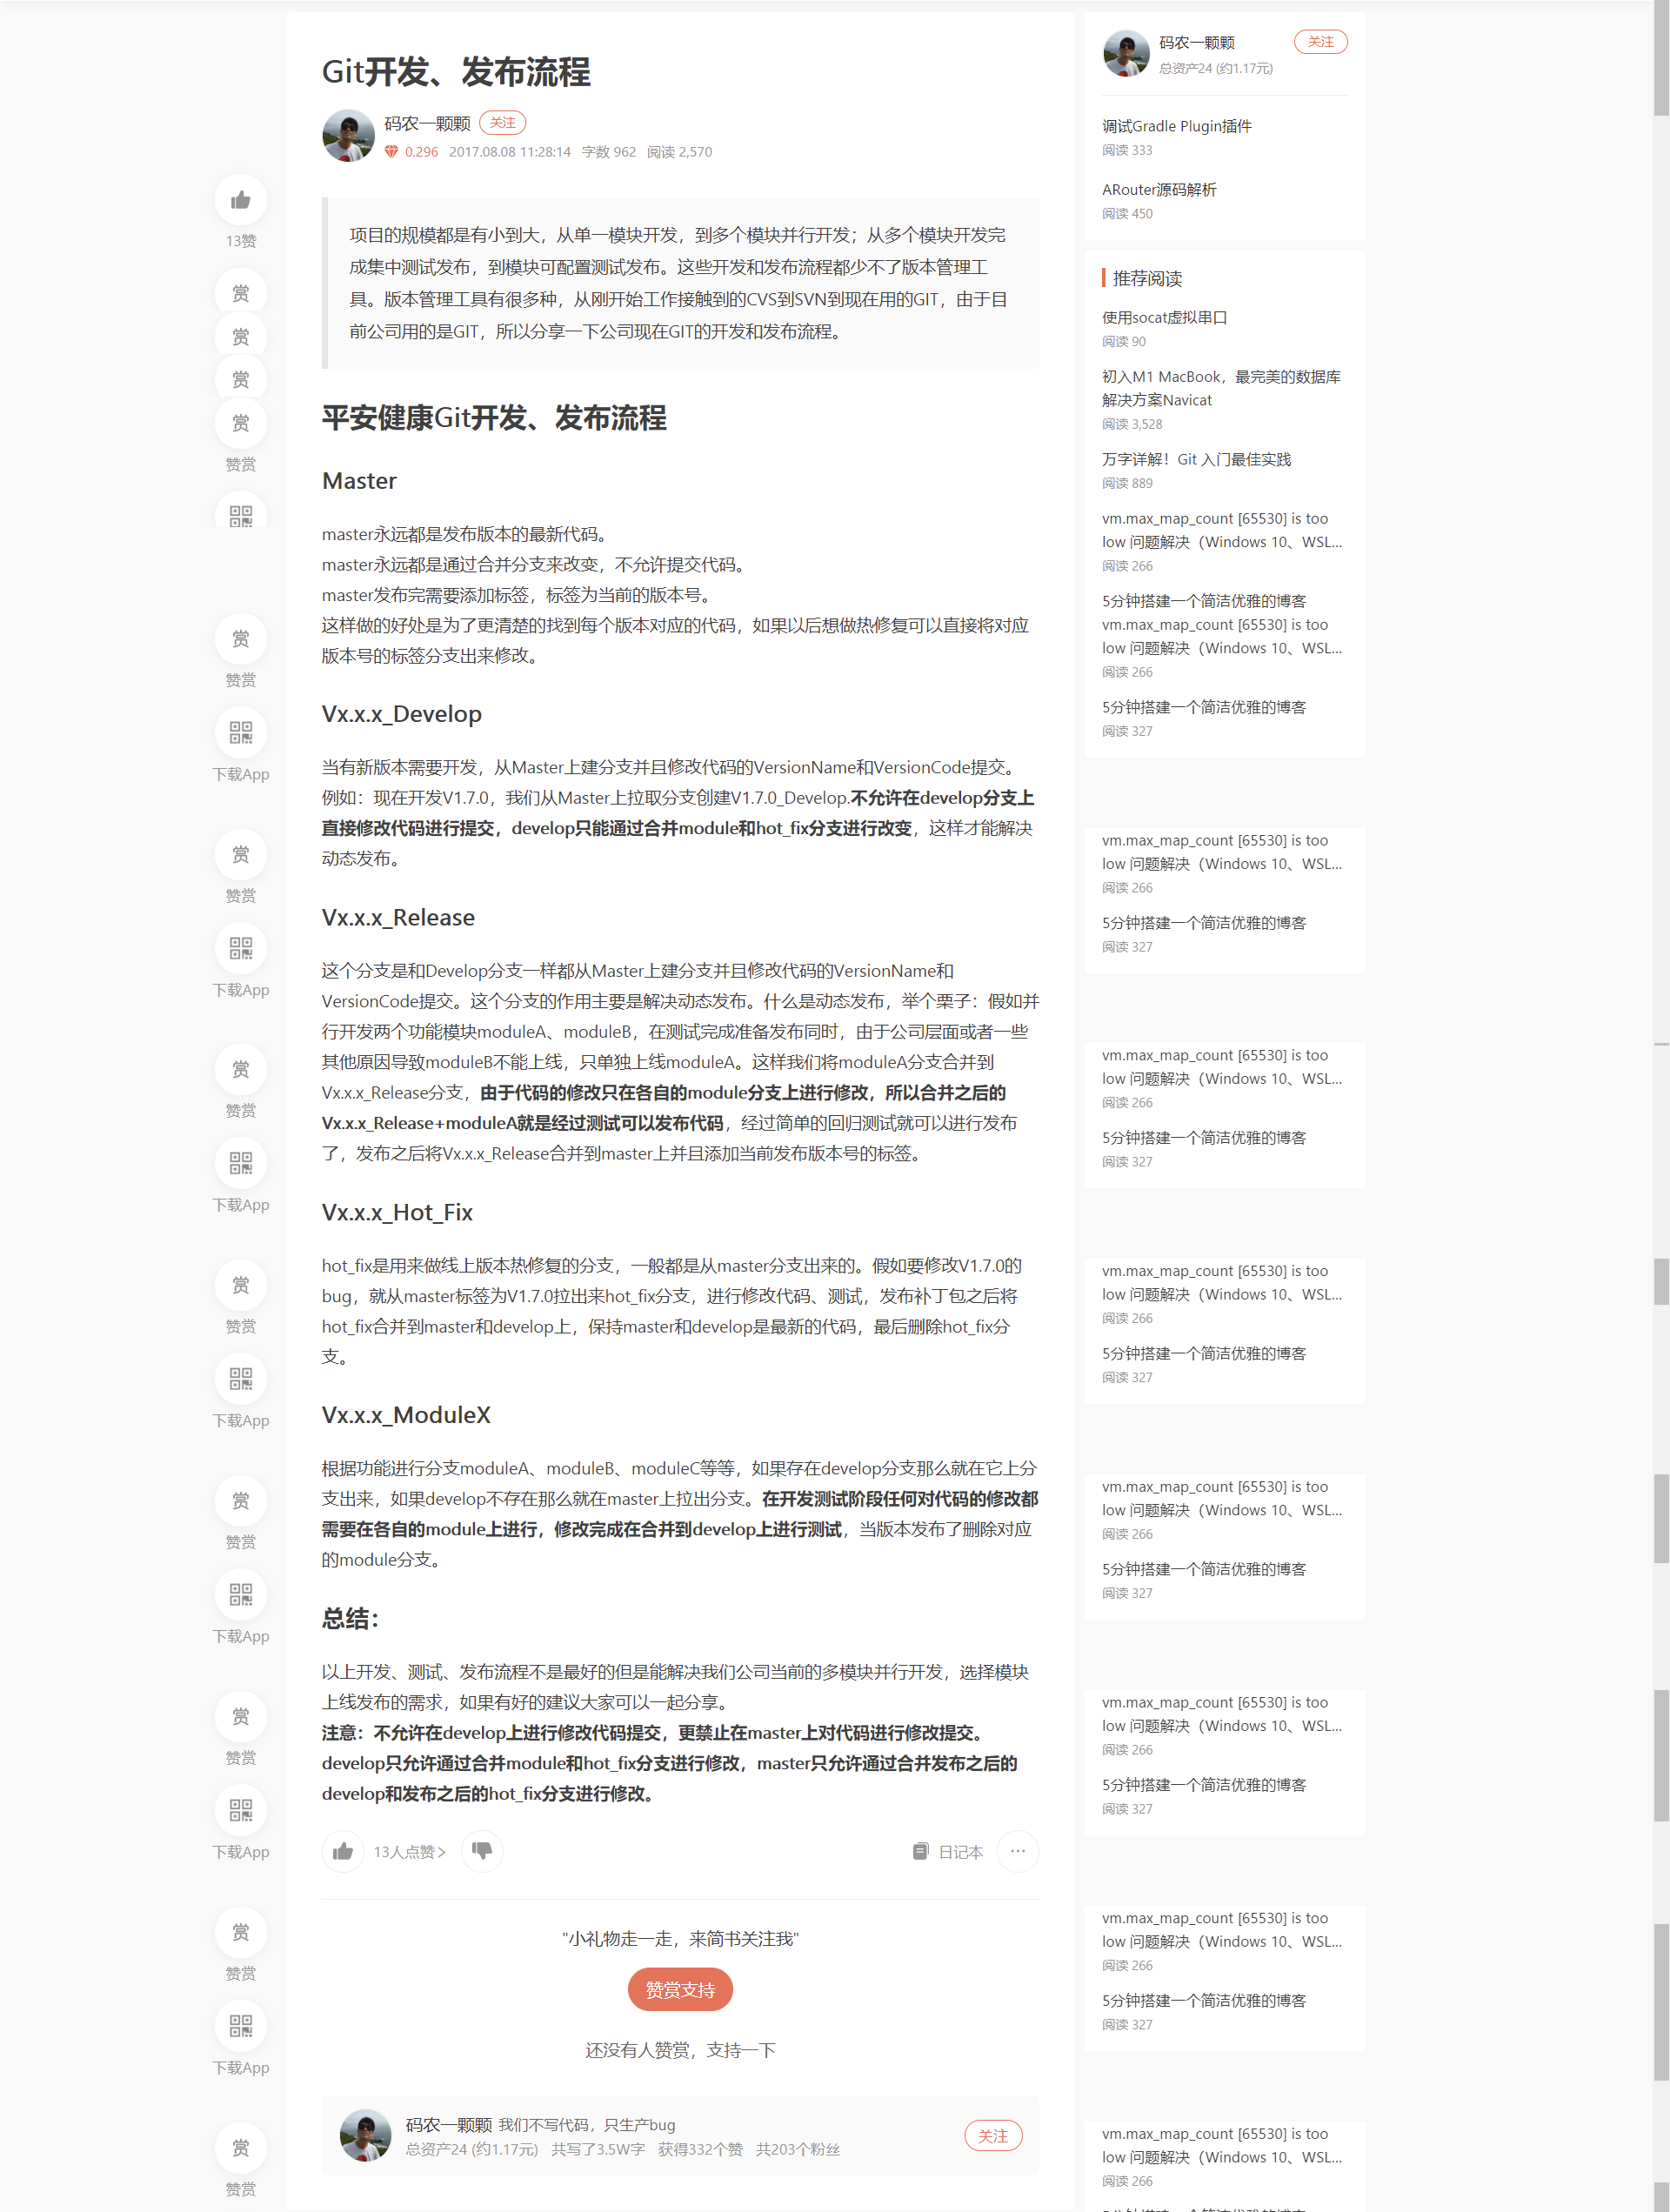 Git开发、发布流程
码农一颗颗 关注
0.296 2017.08.08 11:28:14 字数 962 阅读 2,570
项目的规模都是有小到大，从单一模块开发，到多个模块并行开发；从多个模块开发完
成集中测试发布，到模块可配置测试发布。这些开发和发布流程都少不了版本管理工
具。版本管理工具有很多种，从刚开始工作接触到的CVS到SVN到现在用的GIT，由于目
前公司用的是GIT，所以分享一下公司现在GIT的开发和发布流程。
平安健康Git开发、发布流程
Master
master永远都是发布版本的最新代码。
master永远都是通过合并分支来改变，不允许提交代码。
master发布完需要添加标签，标签为当前的版本号。
这样做的好处是为了更清楚的找到每个版本对应的代码，如果以后想做热修复可以直接将对应
版本号的标签分支出来修改。
Vx.x.x_Develop
当有新版本需要开发，从Master上建分支并且修改代码的VersionName和VersionCode提交。
例如：现在开发V1.7.0，我们从Master上拉取分支创建V1.7.0_Develop.不允许在develop分支上
直接修改代码进行提交，develop只能通过合并module和hot_fix分支进行改变，这样才能解决
动态发布。
Vx.x.x_Release
这个分支是和Develop分支一样都从Master上建分支并且修改代码的VersionName和
VersionCode提交。这个分支的作用主要是解决动态发布。什么是动态发布，举个栗子：假如并
行开发两个功能模块moduleA、moduleB，在测试完成准备发布同时，由于公司层面或者一些
其他原因导致moduleB不能上线，只单独上线moduleA。这样我们将moduleA分支合并到
Vx.x.x_Release分支，由于代码的修改只在各自的module分支上进行修改，所以合并之后的
Vx.x.x_Release+moduleA就是经过测试可以发布代码，经过简单的回归测试就可以进行发布
了，发布之后将Vx.x.x_Release合并到master上并且添加当前发布版本号的标签。
Vx.x.x_Hot_Fix
hot_fix是用来做线上版本热修复的分支，一般都是从master分支出来的。假如要修改V1.7.0的
bug，就从master标签为V1.7.0拉出来hot_fix分支，进行修改代码、测试，发布补丁包之后将
hot_fix合并到master和develop上，保持master和develop是最新的代码，最后删除hot_fix分
支。
Vx.x.x_ModuleX
根据功能进行分支moduleA、moduleB、moduleC等等，如果存在develop分支那么就在它上分
支出来，如果develop不存在那么就在master上拉出分支。在开发测试阶段任何对代码的修改都
需要在各自的module上进行，修改完成在合并到develop上进行测试，当版本发布了删除对应
的module分支。
总结：
以上开发、测试、发布流程不是最好的但是能解决我们公司当前的多模块并行开发，选择模块
上线发布的需求，如果有好的建议大家可以一起分享。
注意：不允许在develop上进行修改代码提交，更禁止在master上对代码进行修改提交。
develop只允许通过合并module和hot_fix分支进行修改，master只允许通过合并发布之后的
develop和发布之后的hot_fix分支进行修改。
13人点赞>
日记本 ...
"小礼物走一走，来简书关注我"
赞赏支持
还没有人赞赏，支持一下
码农一颗颗 我们不写代码，只生产bug
总资产24 (约1.17元) 共写了3.5W字 获得332个赞 共203个粉丝
关注
13赞
赏
赏
赏
赏
赞赏
赏
赞赏
下载App
赏
赞赏
下载App
赏
赞赏
下载App
赏
赞赏
下载App
赏
赞赏
下载App
赏
赞赏
下载App
赏
赞赏
下载App
赏
赞赏
码农一颗颗 关注
总资产24 (约1.17元)
调试Gradle Plugin插件
阅读 333
ARouter源码解析
阅读 450
推荐阅读
使用socat虚拟串口
阅读 90
初入M1 MacBook，最完美的数据库
解决方案Navicat
阅读 3,528
万字详解！Git 入门最佳实践
阅读 889
vm.max_map_count [65530] is too
low 问题解决（Windows 10、WSL...
阅读 266
5分钟搭建一个简洁优雅的博客
vm.max_map_count [65530] is too
low 问题解决（Windows 10、WSL...
阅读 266
5分钟搭建一个简洁优雅的博客
阅读 327
vm.max_map_count [65530] is too
low 问题解决（Windows 10、WSL...
阅读 266
5分钟搭建一个简洁优雅的博客
阅读 327
vm.max_map_count [65530] is too
low 问题解决（Windows 10、WSL...
阅读 266
5分钟搭建一个简洁优雅的博客
阅读 327
vm.max_map_count [65530] is too
low 问题解决（Windows 10、WSL...
阅读 266
5分钟搭建一个简洁优雅的博客
阅读 327
vm.max_map_count [65530] is too
low 问题解决（Windows 10、WSL...
阅读 266
5分钟搭建一个简洁优雅的博客
阅读 327
vm.max_map_count [65530] is too
low 问题解决（Windows 10、WSL...
阅读 266
5分钟搭建一个简洁优雅的博客
阅读 327
vm.max_map_count [65530] is too
low 问题解决（Windows 10、WSL...
阅读 266
5分钟搭建一个简洁优雅的博客
阅读 327
vm.max_map_count [65530] is too
low 问题解决（Windows 10、WSL...
阅读 266